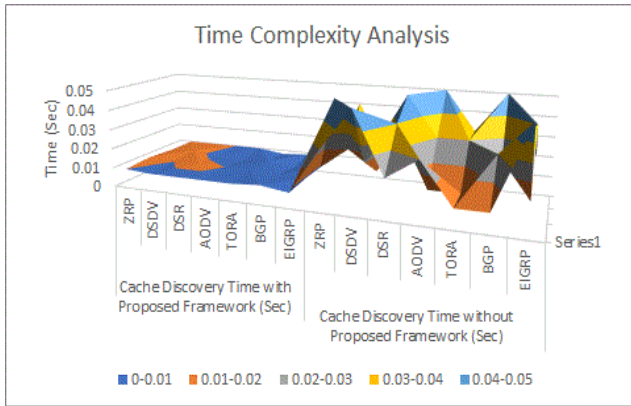 Time Complexity Analysis
Time (Sec)
0.05
0.04
0.03
0.02
0.01
0
ZRP
DSDV
DSR
AODV
TORA
BGP
EIGRP
ZRP
DSDV
DSR
AODV
TORA
BGP
EIGRP
Series1
Cache Discovery Time with
Proposed Framework (Sec)
Cache Discovery Time without
Proposed Framework (Sec)
0-0.01 0.01-0.02 0.02-0.03 0.03-0.04 0.04-0.05